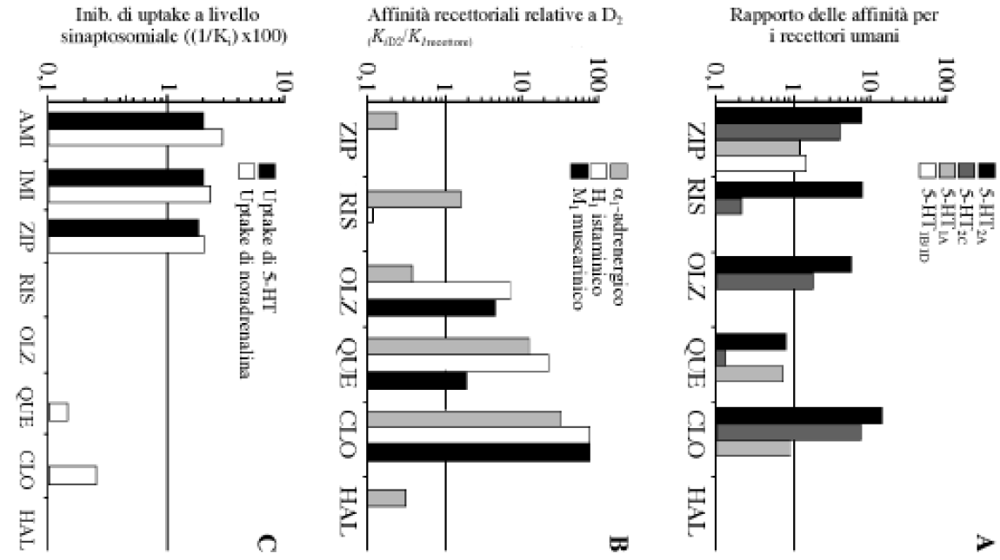 Rapporto delle affinità per
i recettori umani
100
10
1
0,1
5-HT2A
5-HT2C
5-HT1A
5-HT1B/1D
ZIP
RIS
OLZ
QUE
CLO
HAL
A
Affinità recettoriali relative a D2
(KiD2/KI recettore)
100
10
1
0,1
α1-adrenergico
H1 istaminico
M1 muscarinico
ZIP
RIS
OLZ
QUE
CLO
HAL
B
Inib. di uptake a livello
sinaptosomiale ((1/Ki) x100)
10
1
0,1
Uptake di 5-HT
Uptake di noradrenalina
AMI
IMI
ZIP
RIS
OLZ
QUE
CLO
HAL
C